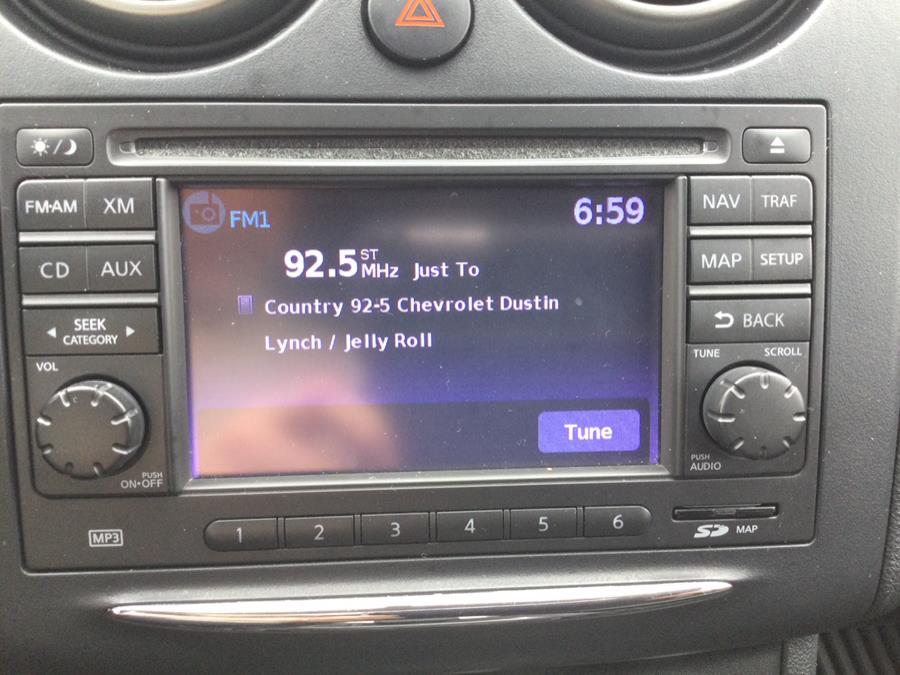 FM·AM XM
CD AUX
SEEK
CATEGORY
VOL
PUSH
ON·OFF
FM1
6:59
92.5 ST MHz Just To
Country 92-5 Chevrolet Dustin
Lynch / Jelly Roll
Tune
NAV TRAF
MAP SETUP
BACK
TUNE SCROLL
PUSH
AUDIO
MP3
1 2 3 4 5 6
SD MAP